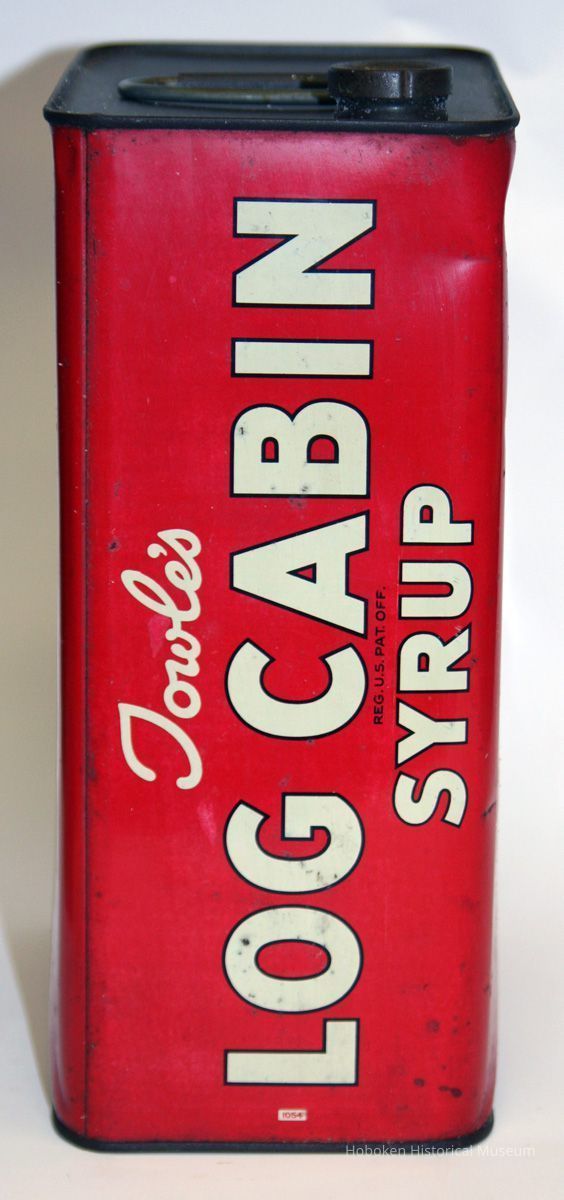 Towle's
LOG CABIN
REG. U.S. PAT. OFF.
SYRUP
1054
Hoboken Historical Museum